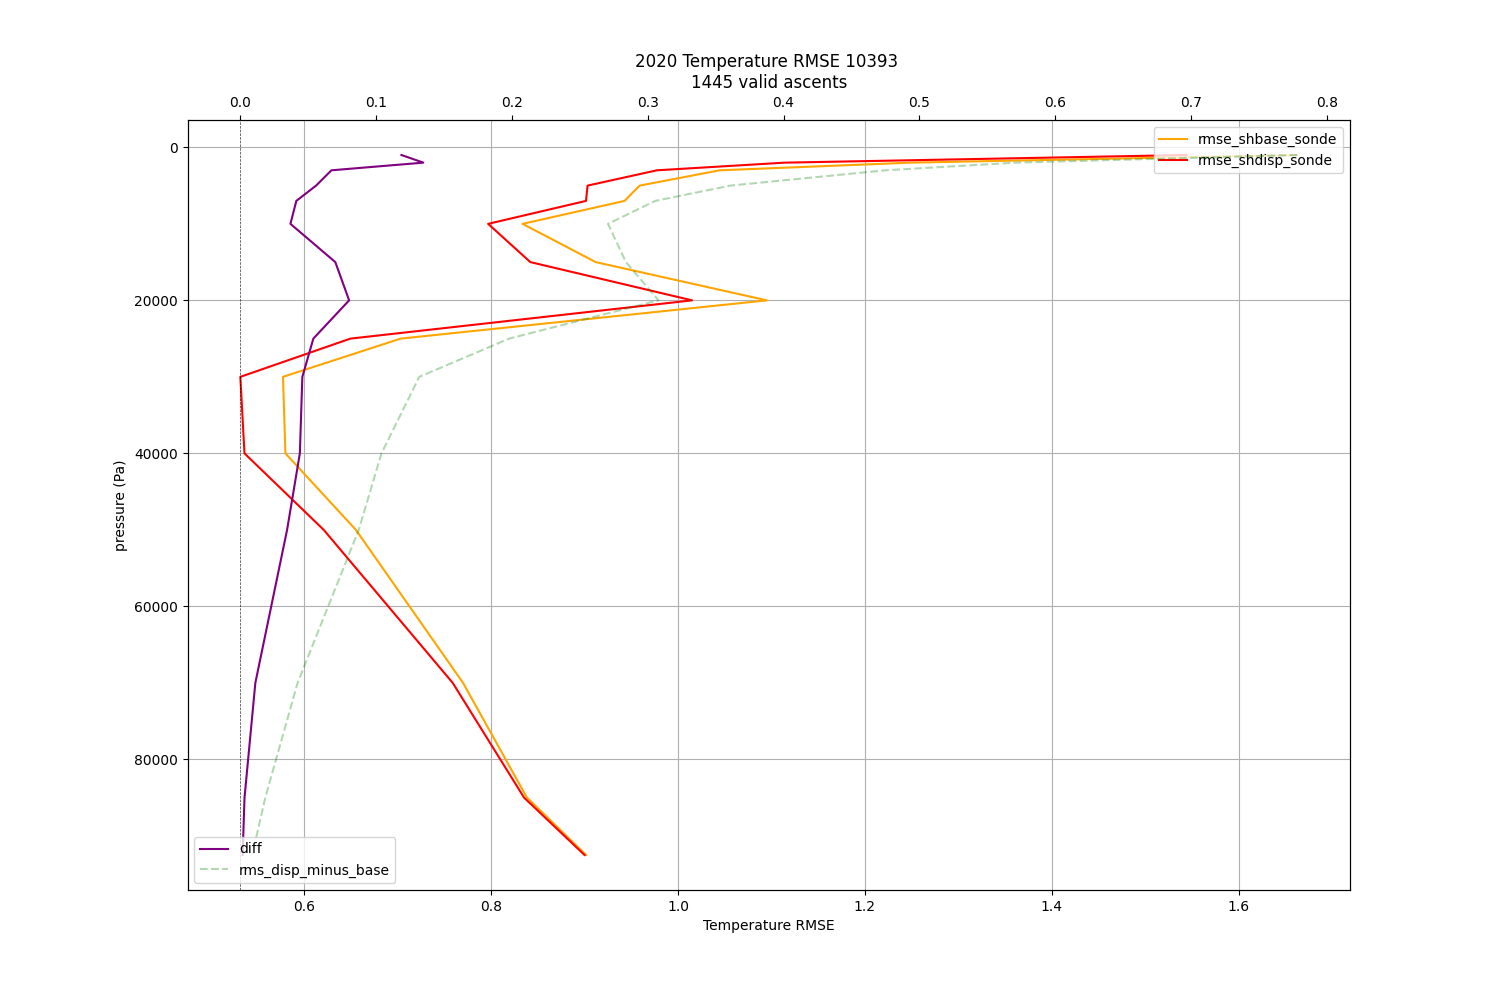 2020 Temperature RMSE 10393
1445 valid ascents
0.0 0.1 0.2 0.3 0.4 0.5 0.6 0.7 0.8
rmse_shbase_sonde
rmse_shdisp_sonde
0
20000
40000
60000
80000
pressure (Pa)
diff
rms_disp_minus_base
0.6 0.8 1.0 1.2 1.4 1.6
Temperature RMSE